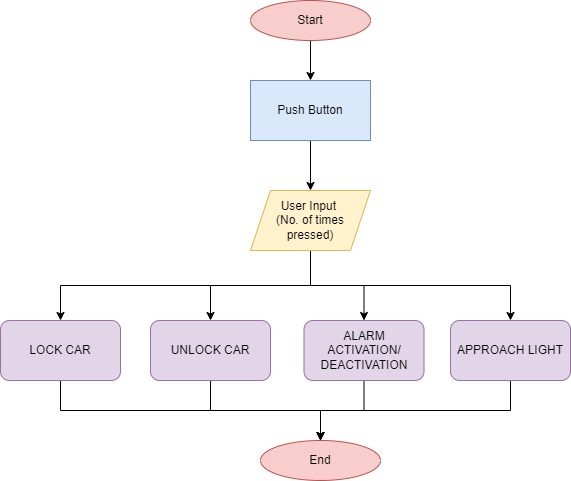 Start
Push Button
User Input
(No. of times
pressed)
LOCK CAR
UNLOCK CAR
ALARM
ACTIVATION/
DEACTIVATION
APPROACH LIGHT
End